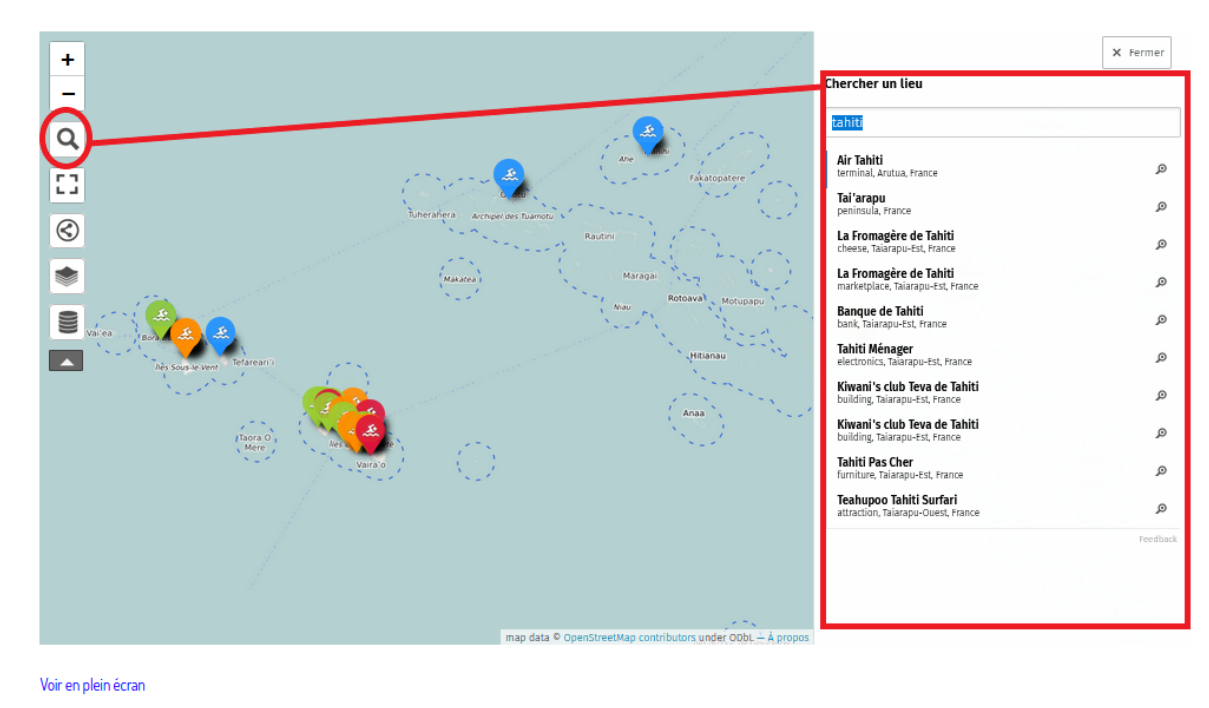 +
× Fermer
−
Chercher un lieu
tahiti
Air Tahiti
terminal, Arutua, France
Tai'arapu
peninsula, France
La Fromagère de Tahiti
cheese, Taiarapu-Est, France
La Fromagère de Tahiti
marketplace, Taiarapu-Est, France
Banque de Tahiti
bank, Taiarapu-Est, France
Tahiti Ménager
electronics, Taiarapu-Est, France
Kiwani's club Teva de Tahiti
building, Taiarapu-Est, France
Kiwani's club Teva de Tahiti
building, Taiarapu-Est, France
Tahiti Pas Cher
furniture, Taiarapu-Est, France
Teahupoo Tahiti Surfari
attraction, Taiarapu-Ouest, France
Feedback
Ahe
Fakatopatere
Tuherahera
Archipel des Tuamotu
Rautini
Makatea
Maragai
Niau
Rotoava
Motupapu
Hitianau
Anaa
Îles Sous-le-Vent
Tefareari'i
Taora O
Mere
Vaira'o
map data © OpenStreetMap contributors under ODbL — À propos
Voir en plein écran